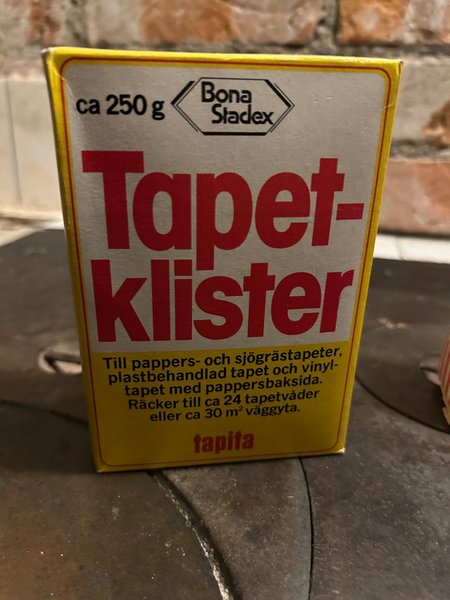 ca 250 g
Bona
Stadex
Tapet-
klister
Till pappers- och sjögrästapeter,
plastbehandlad tapet och vinyl-
tapet med pappersbaksida.
Räcker till ca 24 tapetvåder
eller ca 30 m² väggyta.
tapita